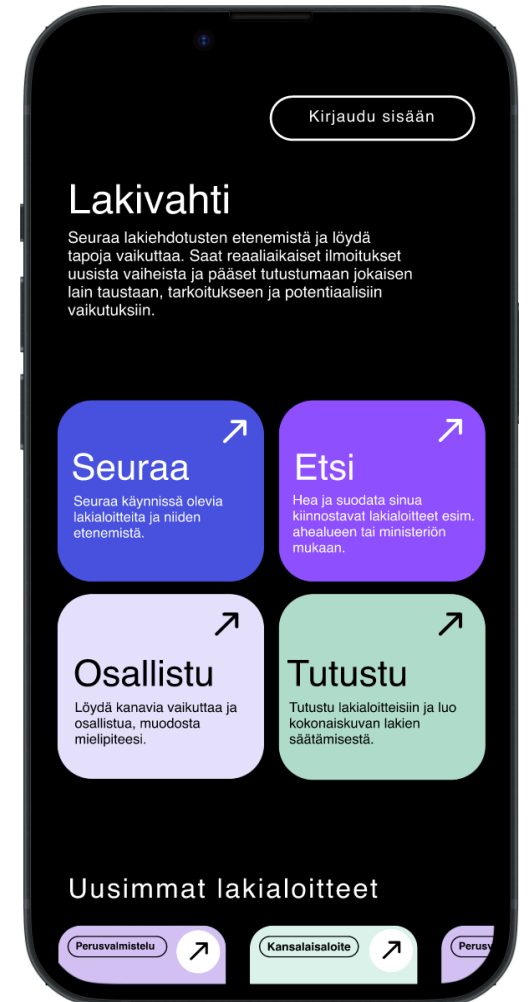 Kirjaudu sisään
Lakivahti
Seuraa lakiehdotusten etenemistä ja löydä
tapoja vaikuttaa. Saat reaaliaikaiset ilmoitukset
uusista vaiheista ja pääset tutustumaan jokaisen
lain taustaan, tarkoitukseen ja potentiaalisiin
vaikutuksiin.
Seuraa
Seuraa käynnissä olevia
lakialoitteita ja niiden
etenemistä.
Etsi
Hea ja suodata sinua
kiinnostavat lakialoitteet esim.
ahealueen tai ministeriön
mukaan.
Osallistu
Löydä kanavia vaikuttaa ja
osallistua, muodosta
mielipiteesi.
Tutustu
Tutustu lakialoitteisiin ja luo
kokonaiskuvan lakien
säätämisestä.
Uusimmat lakialoitteet
Perusvalmistelu
Kansalaisaloite